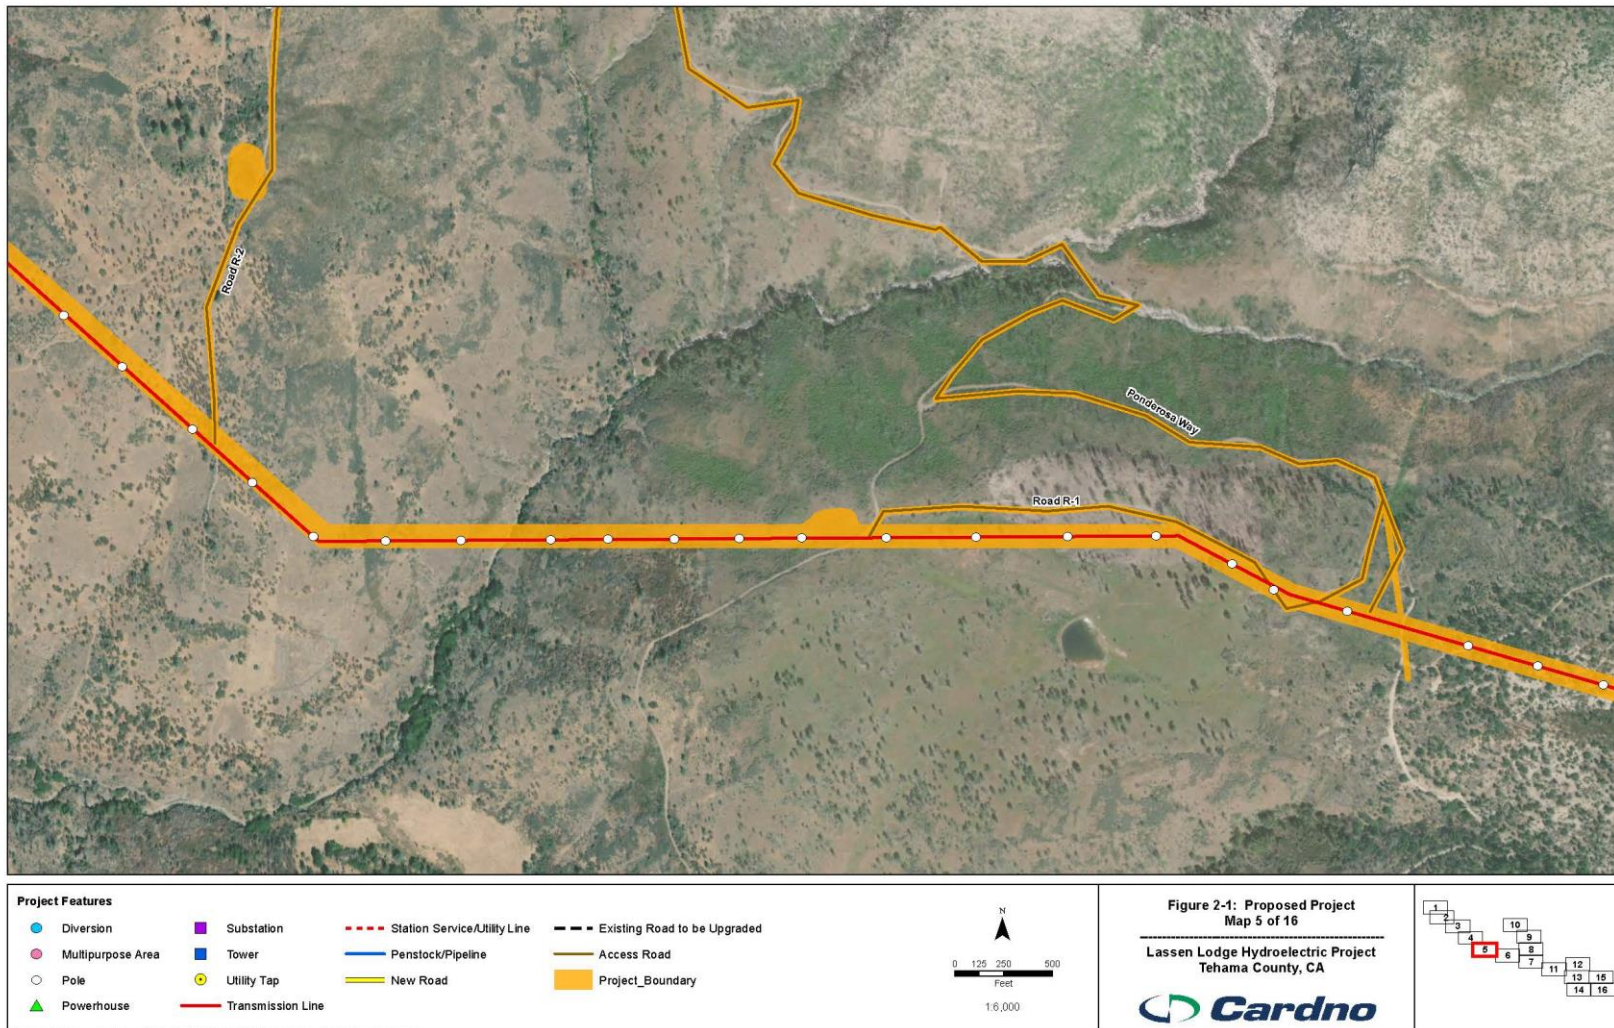 Road R-2
Ponderosa Way
Road R-1
Project Features
Diversion
Multipurpose Area
Pole
Powerhouse
Substation
Tower
Utility Tap
Transmission Line
Station Service/Utility Line
Penstock/Pipeline
New Road
Existing Road to be Upgraded
Access Road
Project_Boundary
N
0 125 250 500
Feet
1:6,000
Figure 2-1: Proposed Project
Map 5 of 16
Lassen Lodge Hydroelectric Project
Tehama County, CA
Cardno
1
2
3
4
5
6
7
8
9
10
11
12
13
15
14
16